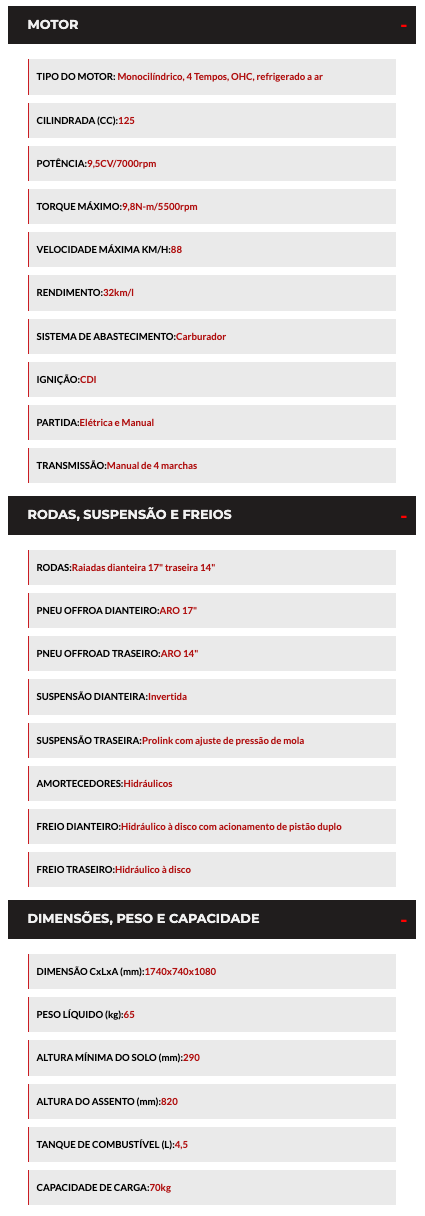 MOTOR -
TIPO DO MOTOR: Monocilíndrico, 4 Tempos, OHC, refrigerado a ar
CILINDRADA (CC):125
POTÊNCIA:9,5CV/7000rpm
TORQUE MÁXIMO:9,8N-m/5500rpm
VELOCIDADE MÁXIMA KM/H:88
RENDIMENTO:32km/l
SISTEMA DE ABASTECIMENTO:Carburador
IGNIÇÃO:CDI
PARTIDA:Elétrica e Manual
TRANSMISSÃO:Manual de 4 marchas
RODAS, SUSPENSÃO E FREIOS -
RODAS:Raiadas dianteira 17" traseira 14"
PNEU OFFROA DIANTEIRO:ARO 17"
PNEU OFFROAD TRASEIRO:ARO 14"
SUSPENSÃO DIANTEIRA:Invertida
SUSPENSÃO TRASEIRA:Prolink com ajuste de pressão de mola
AMORTECEDORES:Hidráulicos
FREIO DIANTEIRO:Hidráulico à disco com acionamento de pistão duplo
FREIO TRASEIRO:Hidráulico à disco
DIMENSÕES, PESO E CAPACIDADE -
DIMENSÃO CxLxA (mm):1740x740x1080
PESO LÍQUIDO (kg):65
ALTURA MÍNIMA DO SOLO (mm):290
ALTURA DO ASSENTO (mm):820
TANQUE DE COMBUSTÍVEL (L):4,5
CAPACIDADE DE CARGA:70kg